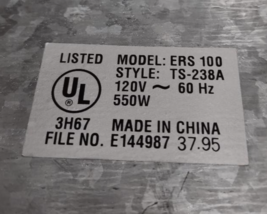 LISTED MODEL: ERS 100
STYLE: TS-238A
UL 120V ~ 60 Hz
550W
3H67 MADE IN CHINA
FILE NO. E144987 37.95